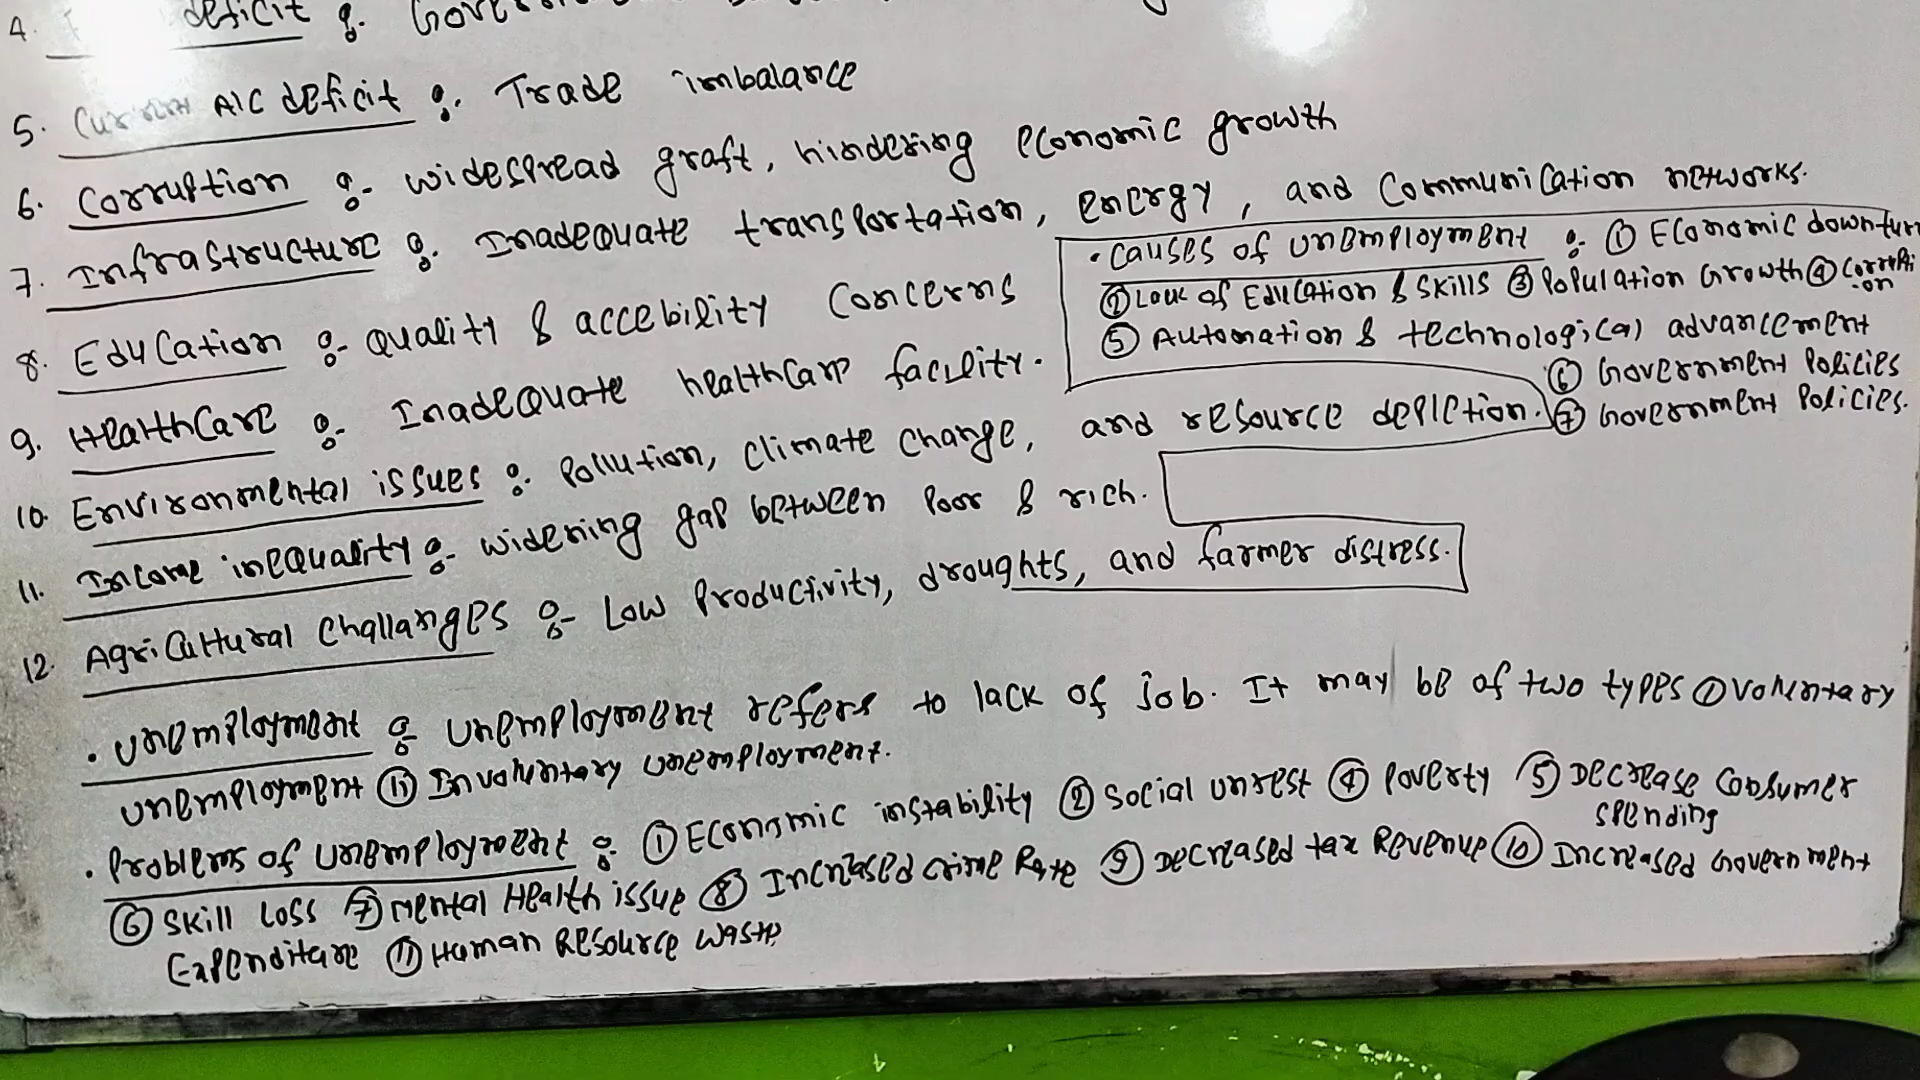 4. deficit :-
5. Current A/C deficit :- Trade imbalance
6. Corruption :- widespread graft, hindering economic growth
7. Infrastructure :- Inadequate transportation, energy, and Communication networks.
8. Education :- Quality & accebility Concerns
9. HealthCare :- Inadequate healthCare facility.
10. Environmental issues :- Pollution, climate change, and resource depletion.
11. Income inequality :- widening gap between Poor & rich.
12. Agricultural Challanges :- Low Productivity, droughts, and farmer distress.
• Causes of unemployment :- ① Economic downturn
② Lack of Education & Skills ③ Population Growth ④ Corrupti
on
⑤ Automation & technological advancement
⑥ Government Policies
⑦ Government Policies.
• Unemployment :- Unemployment refers to lack of job. It may be of two types ① Voluntary
unemployment ⑪ Involuntary unemployment.
• Problems of unemployment :- ① Economic instability ② Social unrest ④ Poverty ⑤ Decrease Consumer
spending
⑥ Skill Loss ⑦ Mental Health issue ⑧ Increased crime Rate ⑨ Decreased tax Revenue ⑩ Increased Government
Expenditure ⑪ Human Resource Waste